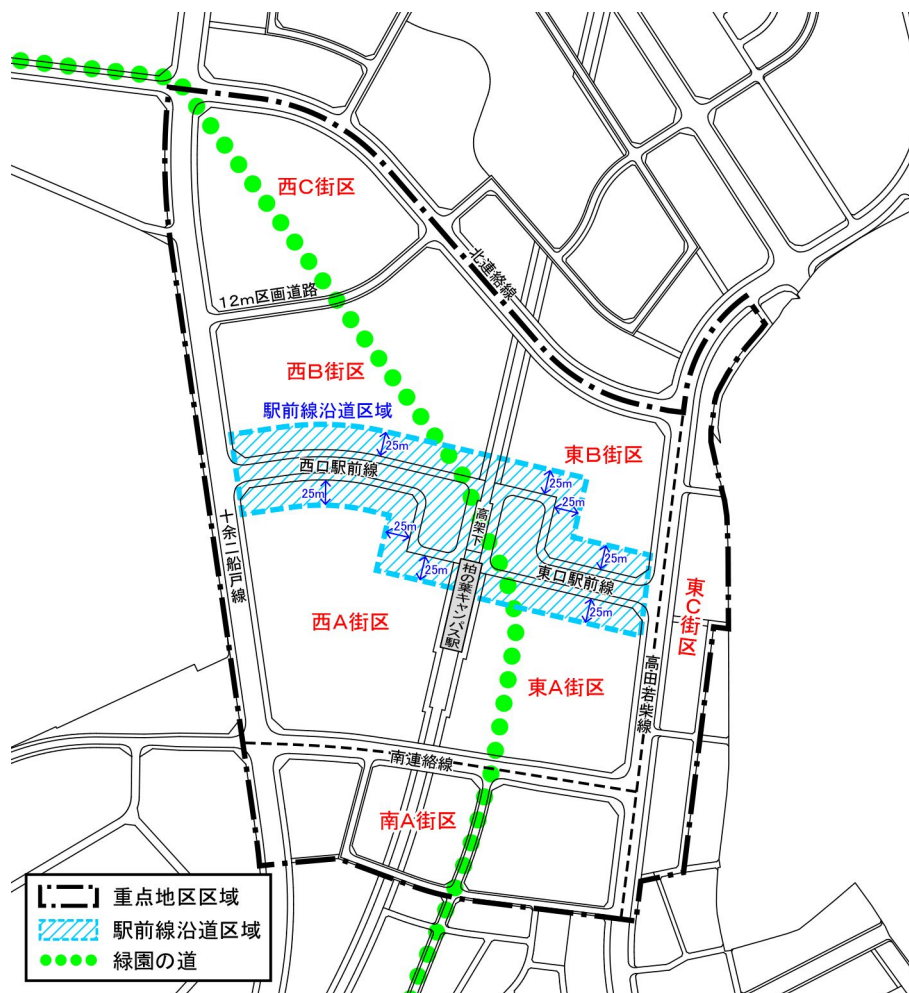 西C街区
北連絡線
12m区画道路
西B街区
駅前線沿道区域
25m
東B街区
西口駅前線
25m
25m
25m
高架下
25m
25m
25m
東口駅前線
25m
十余二船戸線
柏の葉キャンパス駅
西A街区
東C街区
東A街区
高田若柴線
南連絡線
南A街区
重点地区区域
駅前線沿道区域
緑園の道